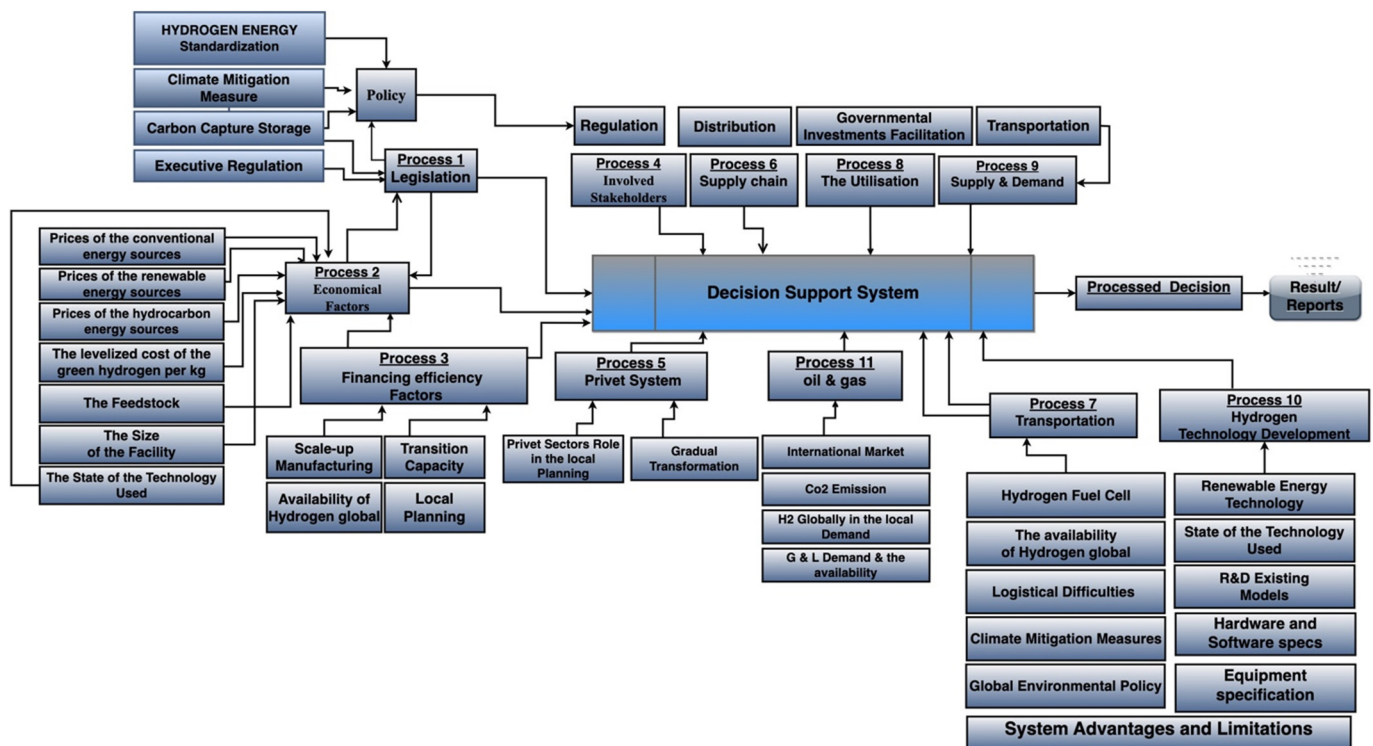 HYDROGEN ENERGY
Standardization
Climate Mitigation
Measure
Carbon Capture Storage
Executive Regulation
Policy
Process 1
Legislation
Regulation
Distribution
Governmental
Investments Facilitation
Transportation
Process 4
Involved
Stakeholders
Process 6
Supply chain
Process 8
The Utilisation
Process 9
Supply & Demand
Prices of the conventional
energy sources
Prices of the renewable
energy sources
Prices of the hydrocarbon
energy sources
The levelized cost of the
green hydrogen per kg
The Feedstock
The Size
of the Facility
The State of the Technology
Used
Process 2
Economical
Factors
Decision Support System
Processed Decision
Result/
Reports
Process 3
Financing efficiency
Factors
Scale-up
Manufacturing
Transition
Capacity
Availability of
Hydrogen global
Local
Planning
Process 5
Privet System
Privet Sectors Role
in the local
Planning
Gradual
Transformation
Process 11
oil & gas
International Market
Co2 Emission
H2 Globally in the local
Demand
G & L Demand & the
availability
Process 7
Transportation
Hydrogen Fuel Cell
The availability
of Hydrogen global
Logistical Difficulties
Climate Mitigation Measures
Global Environmental Policy
Process 10
Hydrogen
Technology Development
Renewable Energy
Technology
State of the Technology
Used
R&D Existing
Models
Hardware and
Software specs
Equipment
specification
System Advantages and Limitations